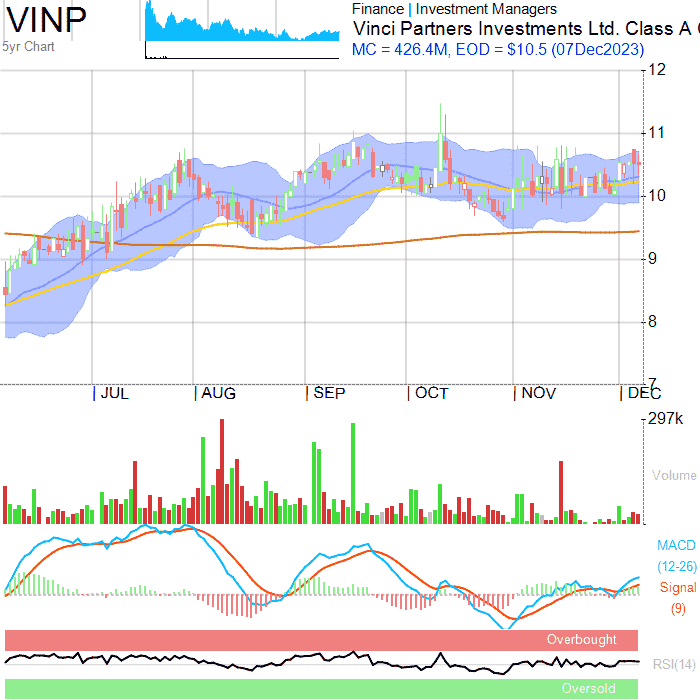 VINP
5yr Chart
Finance | Investment Managers
Vinci Partners Investments Ltd. Class A
MC = 426.4M, EOD = $10.5 (07Dec2023)
12
11
10
9
8
7
JUL AUG SEP OCT NOV DEC
297k
Volume
MACD
(12-26)
Signal
(9)
Overbought
RSI(14)
Oversold